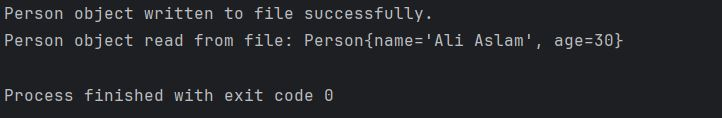 Person object written to file successfully.
Person object read from file: Person{name='Ali Aslam', age=30}
Process finished with exit code 0